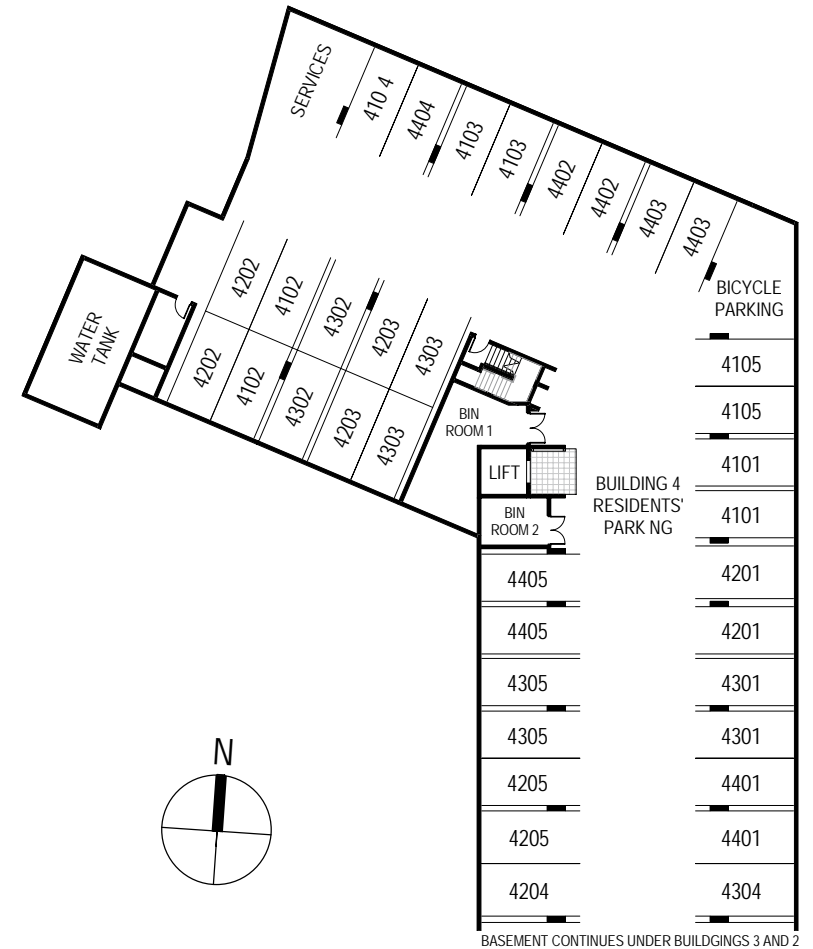 SERVICES
410 4
4404
4103
4103
4402
4402
4403
4403
BICYCLE
PARKING
4202
4102
4302
4203
4303
4202
4102
4302
4203
4303
WATER
TANK
BIN
ROOM 1
LIFT
BIN
ROOM 2
BUILDING 4
RESIDENTS'
PARK NG
4105
4105
4101
4101
4201
4201
4301
4301
4401
4401
4304
4405
4405
4305
4305
4205
4205
4204
N
BASEMENT CONTINUES UNDER BUILDGINGS 3 AND 2